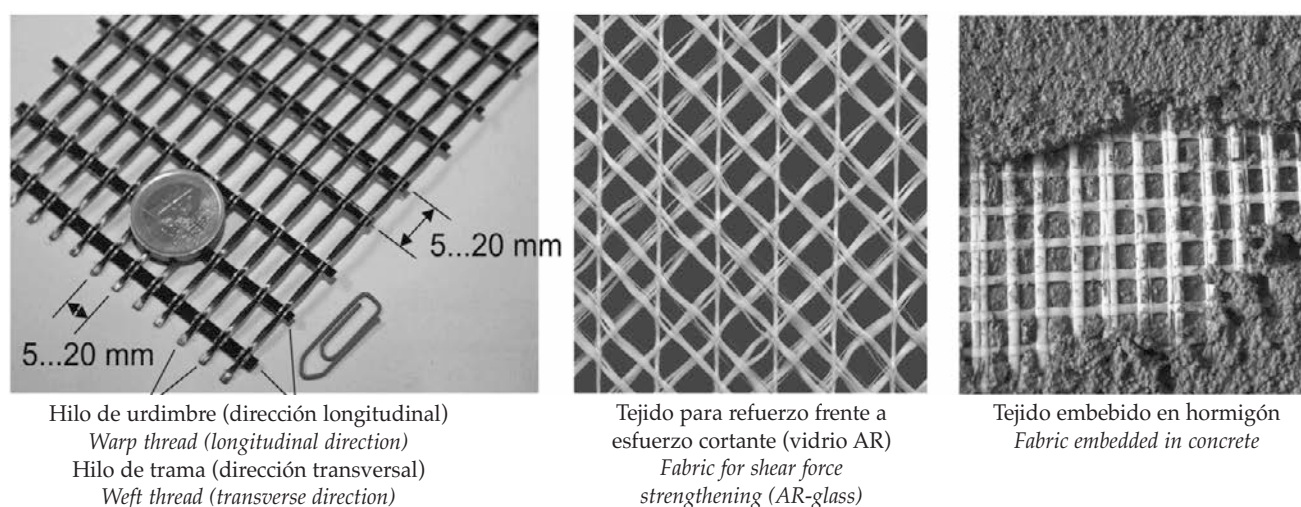 5...20 mm
5...20 mm
Hilo de urdimbre (dirección longitudinal)
Warp thread (longitudinal direction)
Hilo de trama (dirección transversal)
Weft thread (transverse direction)
Tejido para refuerzo frente a
esfuerzo cortante (vidrio AR)
Fabric for shear force
strengthening (AR-glass)
Tejido embebido en hormigón
Fabric embedded in concrete